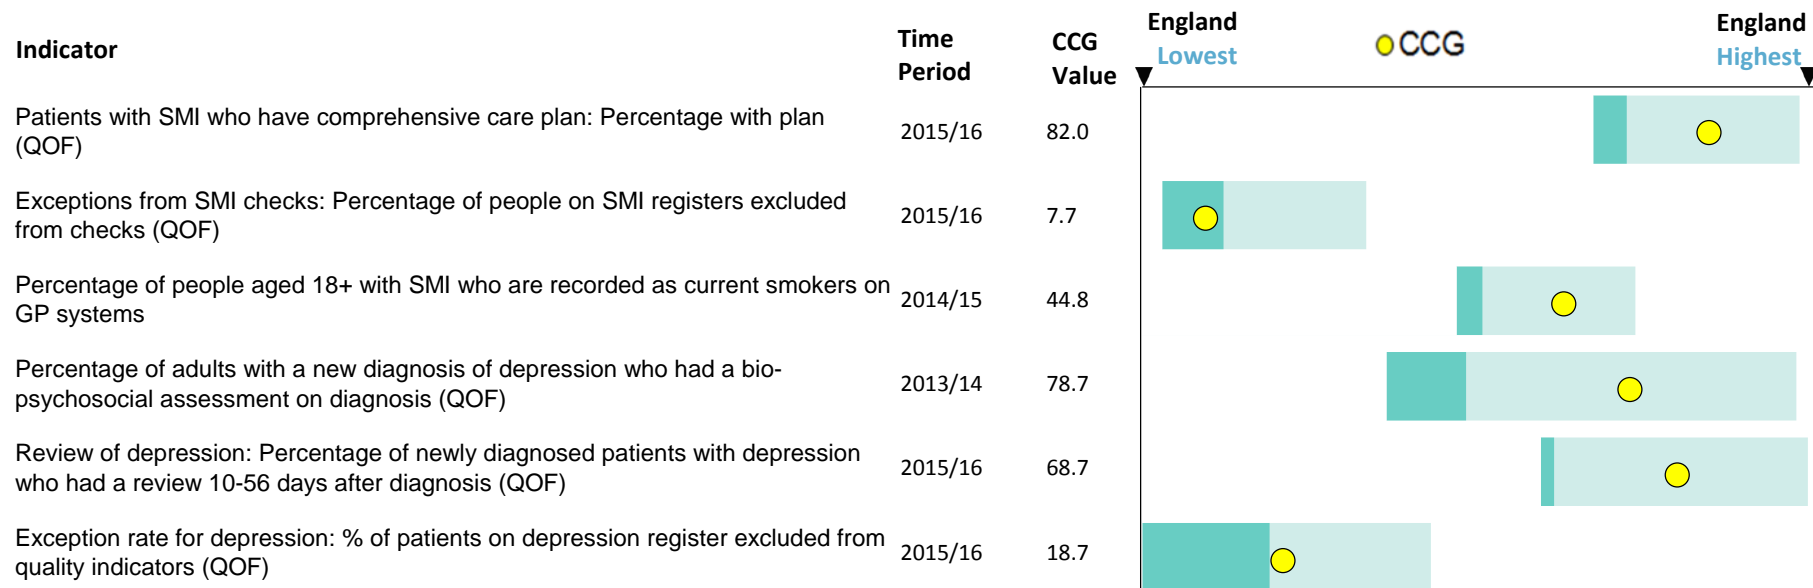 Indicator
Time
Period
CCG
Value
England
Lowest
CCG
England
Highest
Patients with SMI who have comprehensive care plan: Percentage with plan
(QOF)
2015/16
82.0
Exceptions from SMI checks: Percentage of people on SMI registers excluded
from checks (QOF)
2015/16
7.7
Percentage of people aged 18+ with SMI who are recorded as current smokers on
GP systems
2014/15
44.8
Percentage of adults with a new diagnosis of depression who had a bio-
psychosocial assessment on diagnosis (QOF)
2013/14
78.7
Review of depression: Percentage of newly diagnosed patients with depression
who had a review 10-56 days after diagnosis (QOF)
2015/16
68.7
Exception rate for depression: % of patients on depression register excluded from
quality indicators (QOF)
2015/16
18.7